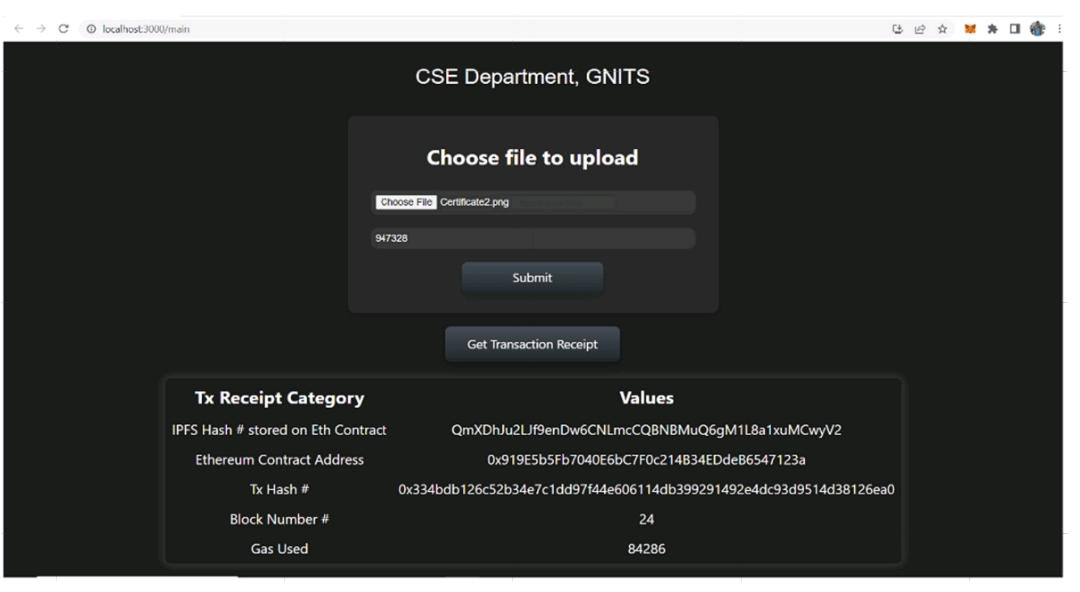 localhost:3000/main
CSE Department, GNITS
Choose file to upload
Choose File Certificate2.png
947328
Submit
Get Transaction Receipt
Tx Receipt Category Values
IPFS Hash # stored on Eth Contract QmXDhJu2LJf9enDw6CNLmcCQBNBMuQ6gM1L8a1xuMCwyV2
Ethereum Contract Address 0x919E5b5Fb7040E6bC7F0c214B34EDdeB6547123a
Tx Hash # 0x334bdb126c52b34e7c1dd97f44e606114db399291492e4dc93d9514d38126ea0
Block Number # 24
Gas Used 84286